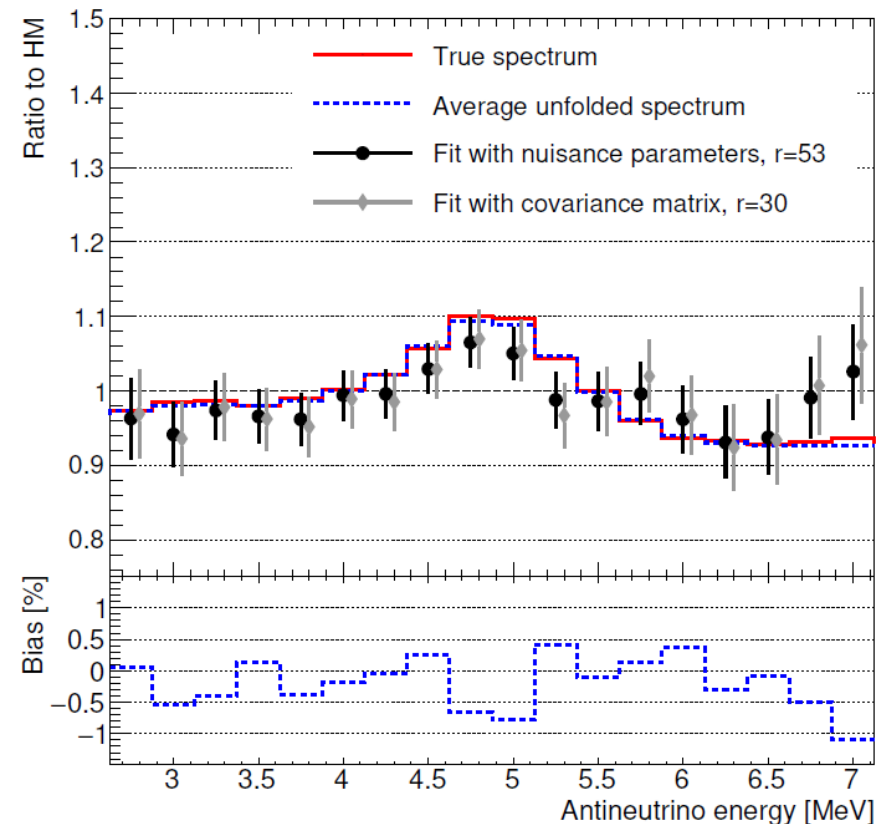 Ratio to HM
1.5
1.4
1.3
1.2
1.1
1
0.9
0.8
True spectrum
Average unfolded spectrum
Fit with nuisance parameters, r=53
Fit with covariance matrix, r=30
Bias [%]
1
0.5
0
−0.5
−1
3 3.5 4 4.5 5 5.5 6 6.5 7
Antineutrino energy [MeV]